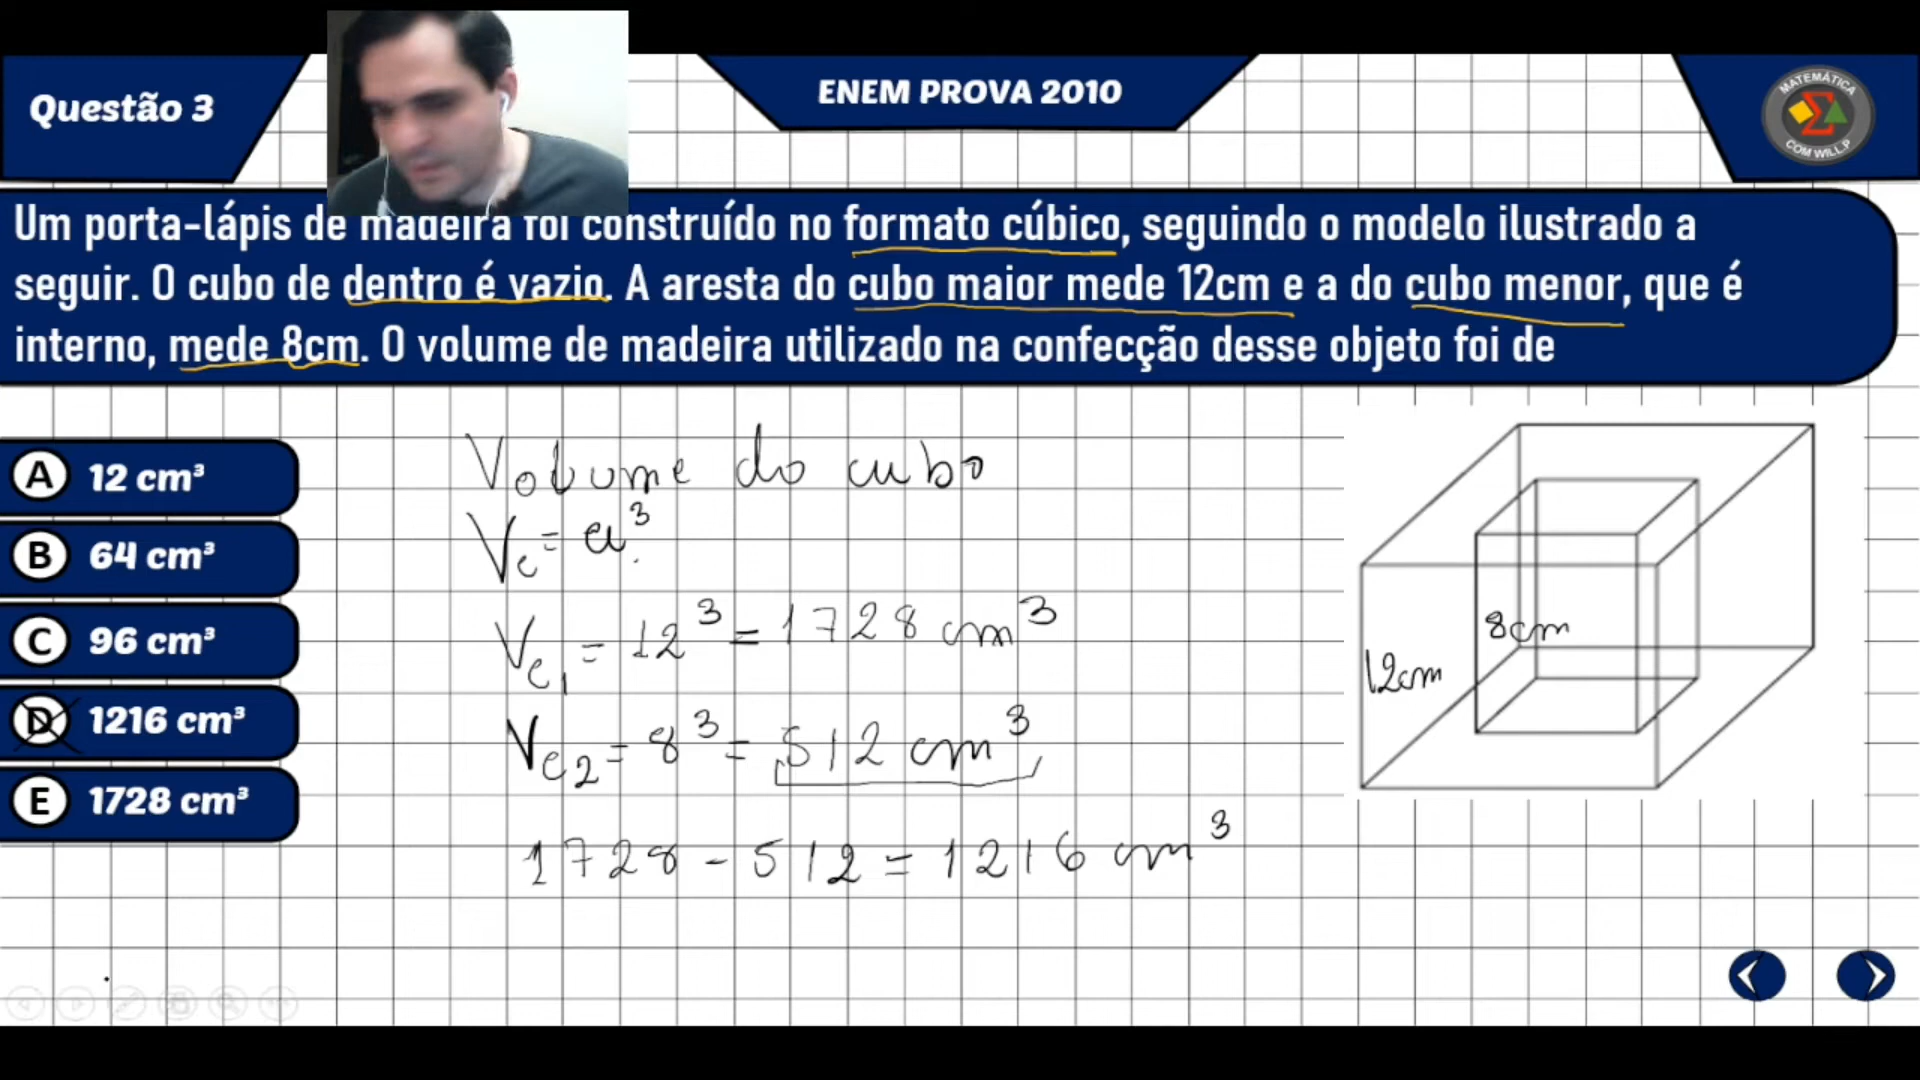 Questão 3
ENEM PROVA 2010
MATEMÁTICA
COM WILL.P
Um porta-lápis de madeira foi construído no formato cúbico, seguindo o modelo ilustrado a
seguir. O cubo de dentro é vazio. A aresta do cubo maior mede 12cm e a do cubo menor, que é
interno, mede 8cm. O volume de madeira utilizado na confecção desse objeto foi de
A 12 cm³
B 64 cm³
C 96 cm³
D 1216 cm³
E 1728 cm³
Volume do cubo
Vc = a³
Vc₁ = 12³ = 1728 cm³
Vc₂ = 8³ = 512 cm³
1728 - 512 = 1216 cm³
8cm
12cm